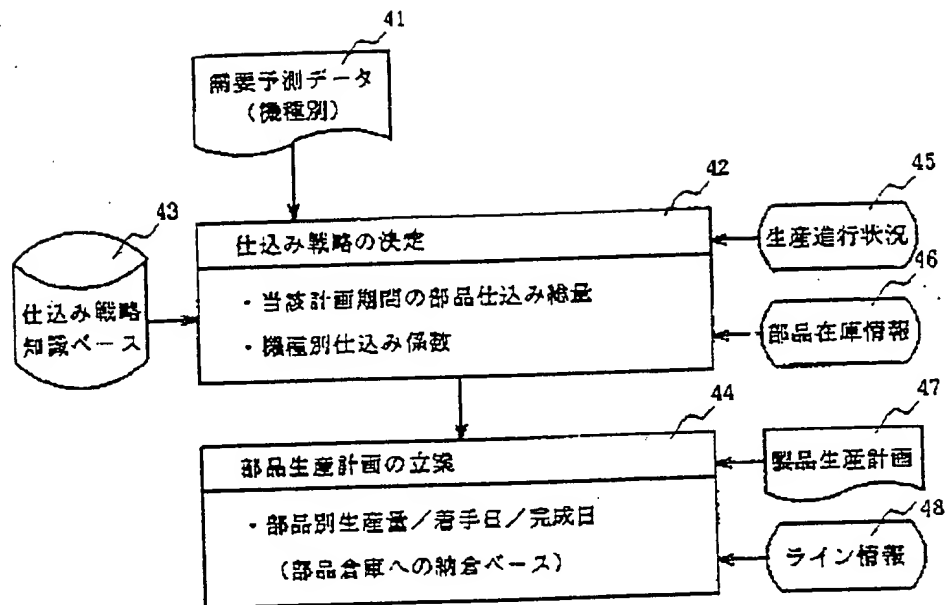 41
需要予測データ
(機種別)
42
45
43
仕込み戦略の決定
生産進行状況
46
・当該計画期間の部品仕込み総量
仕込み戦略
知識ベース
・機種別仕込み係数
部品在庫情報
44
47
部品生産計画の立案
製品生産計画
・部品別生産量/着手日/完成日
48
(部品倉庫への納倉ベース)
ライン情報